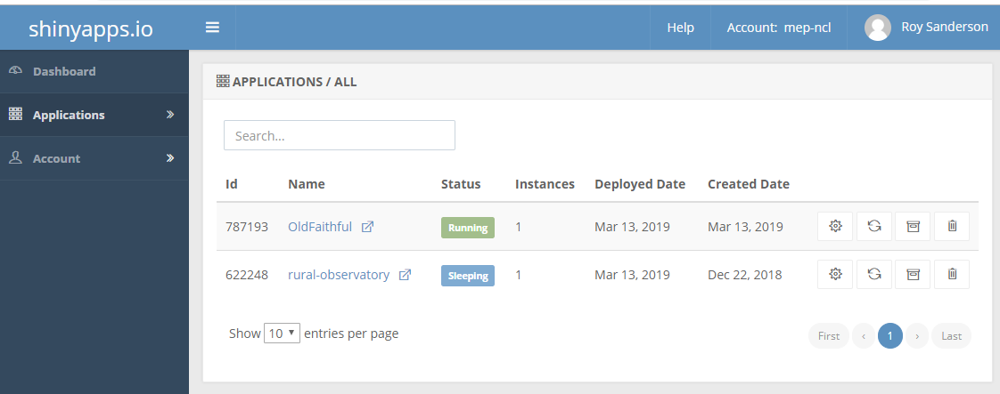 shinyapps.io
Help
Account: mep-ncl
Roy Sanderson
Dashboard
Applications
Account
APPLICATIONS / ALL
Search...
Id Name Status Instances Deployed Date Created Date
787193 OldFaithful Running 1 Mar 13, 2019 Mar 13, 2019
622248 rural-observatory Sleeping 1 Mar 13, 2019 Dec 22, 2018
Show 10 entries per page
First ‹ 1 › Last